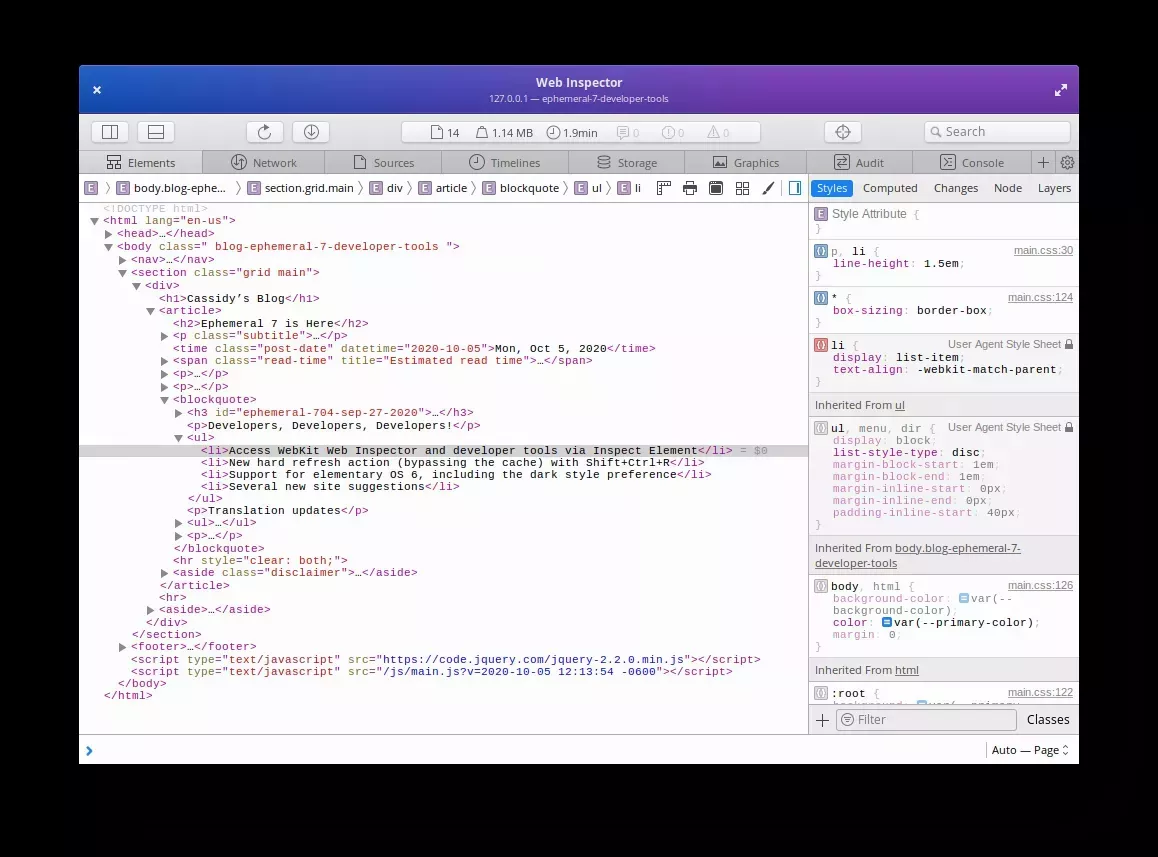 Web Inspector
127.0.0.1 — ephemeral-7-developer-tools
14 1.14 MB 1.9min 0 0 0 Search
Elements Network Sources Timelines Storage Graphics Audit Console
E E body.blog-ephe... E section.grid.main E div E article E blockquote E ul E li
Styles Computed Changes Node Layers
<!DOCTYPE html>
<html lang="en-us">
<head>…</head>
<body class=" blog-ephemeral-7-developer-tools ">
<nav>…</nav>
<section class="grid main">
<div>
<h1>Cassidy’s Blog</h1>
<article>
<h2>Ephemeral 7 is Here</h2>
<p class="subtitle">…</p>
<time class="post-date" datetime="2020-10-05">Mon, Oct 5, 2020</time>
<span class="read-time" title="Estimated read time">…</span>
<p>…</p>
<p>…</p>
<blockquote>
<h3 id="ephemeral-704-sep-27-2020">…</h3>
<p>Developers, Developers, Developers!</p>
<ul>
<li>Access WebKit Web Inspector and developer tools via Inspect Element</li> = $0
<li>New hard refresh action (bypassing the cache) with Shift+Ctrl+R</li>
<li>Support for elementary OS 6, including the dark style preference</li>
<li>Several new site suggestions</li>
</ul>
<p>Translation updates</p>
<ul>…</ul>
<p>…</p>
</blockquote>
<hr style="clear: both;">
<aside class="disclaimer">…</aside>
</article>
<hr>
<aside>…</aside>
</div>
</section>
<footer>…</footer>
<script type="text/javascript" src="https://code.jquery.com/jquery-2.2.0.min.js"></script>
<script type="text/javascript" src="/js/main.js?v=2020-10-05 12:13:54 -0600"></script>
</body>
</html>
E Style Attribute {
}
p, li { main.css:30
line-height: 1.5em;
}
* { main.css:124
box-sizing: border-box;
}
li { User Agent Style Sheet
display: list-item;
text-align: -webkit-match-parent;
}
Inherited From ul
ul, menu, dir { User Agent Style Sheet
display: block;
list-style-type: disc;
margin-block-start: 1em;
margin-block-end: 1em;
margin-inline-start: 0px;
margin-inline-end: 0px;
padding-inline-start: 40px;
}
Inherited From body.blog-ephemeral-7-
developer-tools
body, html { main.css:126
background-color: var(--
background-color);
color: var(--primary-color);
margin: 0;
}
Inherited From html
:root { main.css:122
Filter Classes
Auto — Page